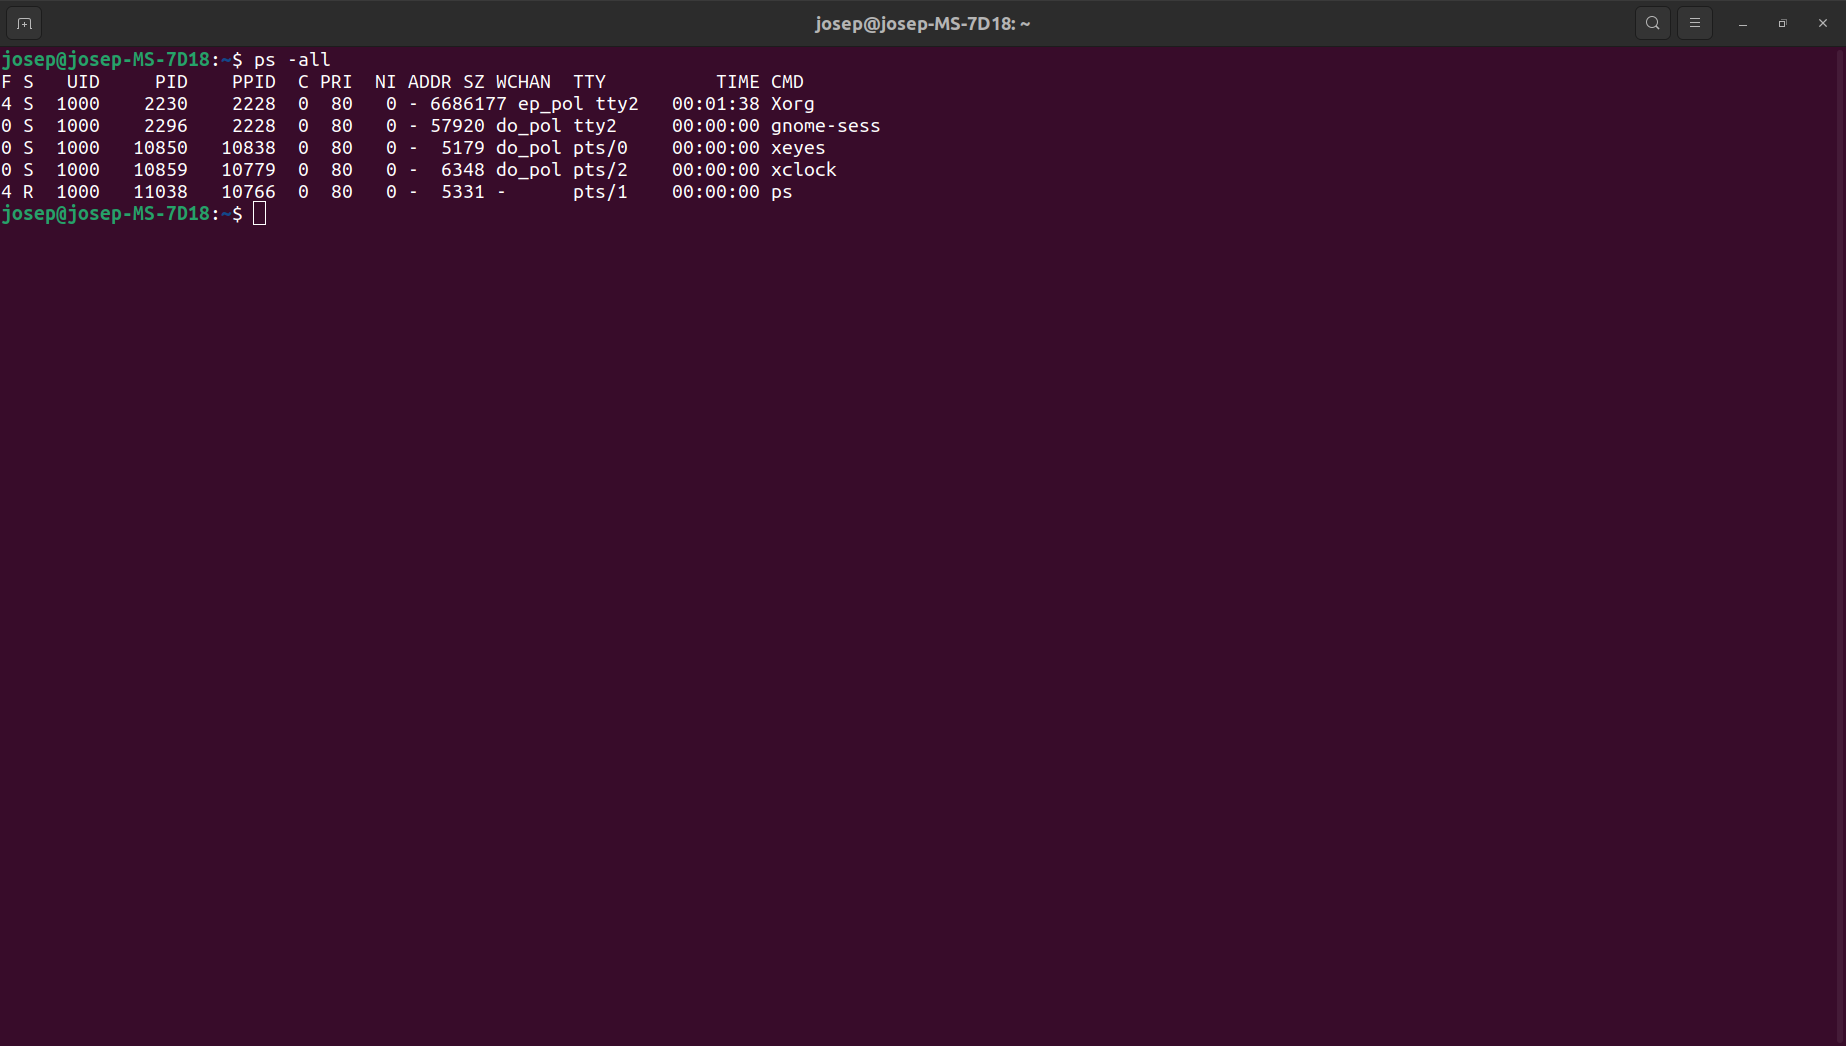 josep@josep-MS-7D18: ~
josep@josep-MS-7D18:~$ ps -all
F S   UID     PID    PPID  C PRI  NI ADDR SZ WCHAN  TTY          TIME CMD
4 S  1000    2230    2228  0  80   0 - 6686177 ep_pol tty2   00:01:38 Xorg
0 S  1000    2296    2228  0  80   0 - 57920 do_pol tty2     00:00:00 gnome-sess
0 S  1000   10850   10838  0  80   0 -  5179 do_pol pts/0    00:00:00 xeyes
0 S  1000   10859   10779  0  80   0 -  6348 do_pol pts/2    00:00:00 xclock
4 R  1000   11038   10766  0  80   0 -  5331 -      pts/1    00:00:00 ps
josep@josep-MS-7D18:~$